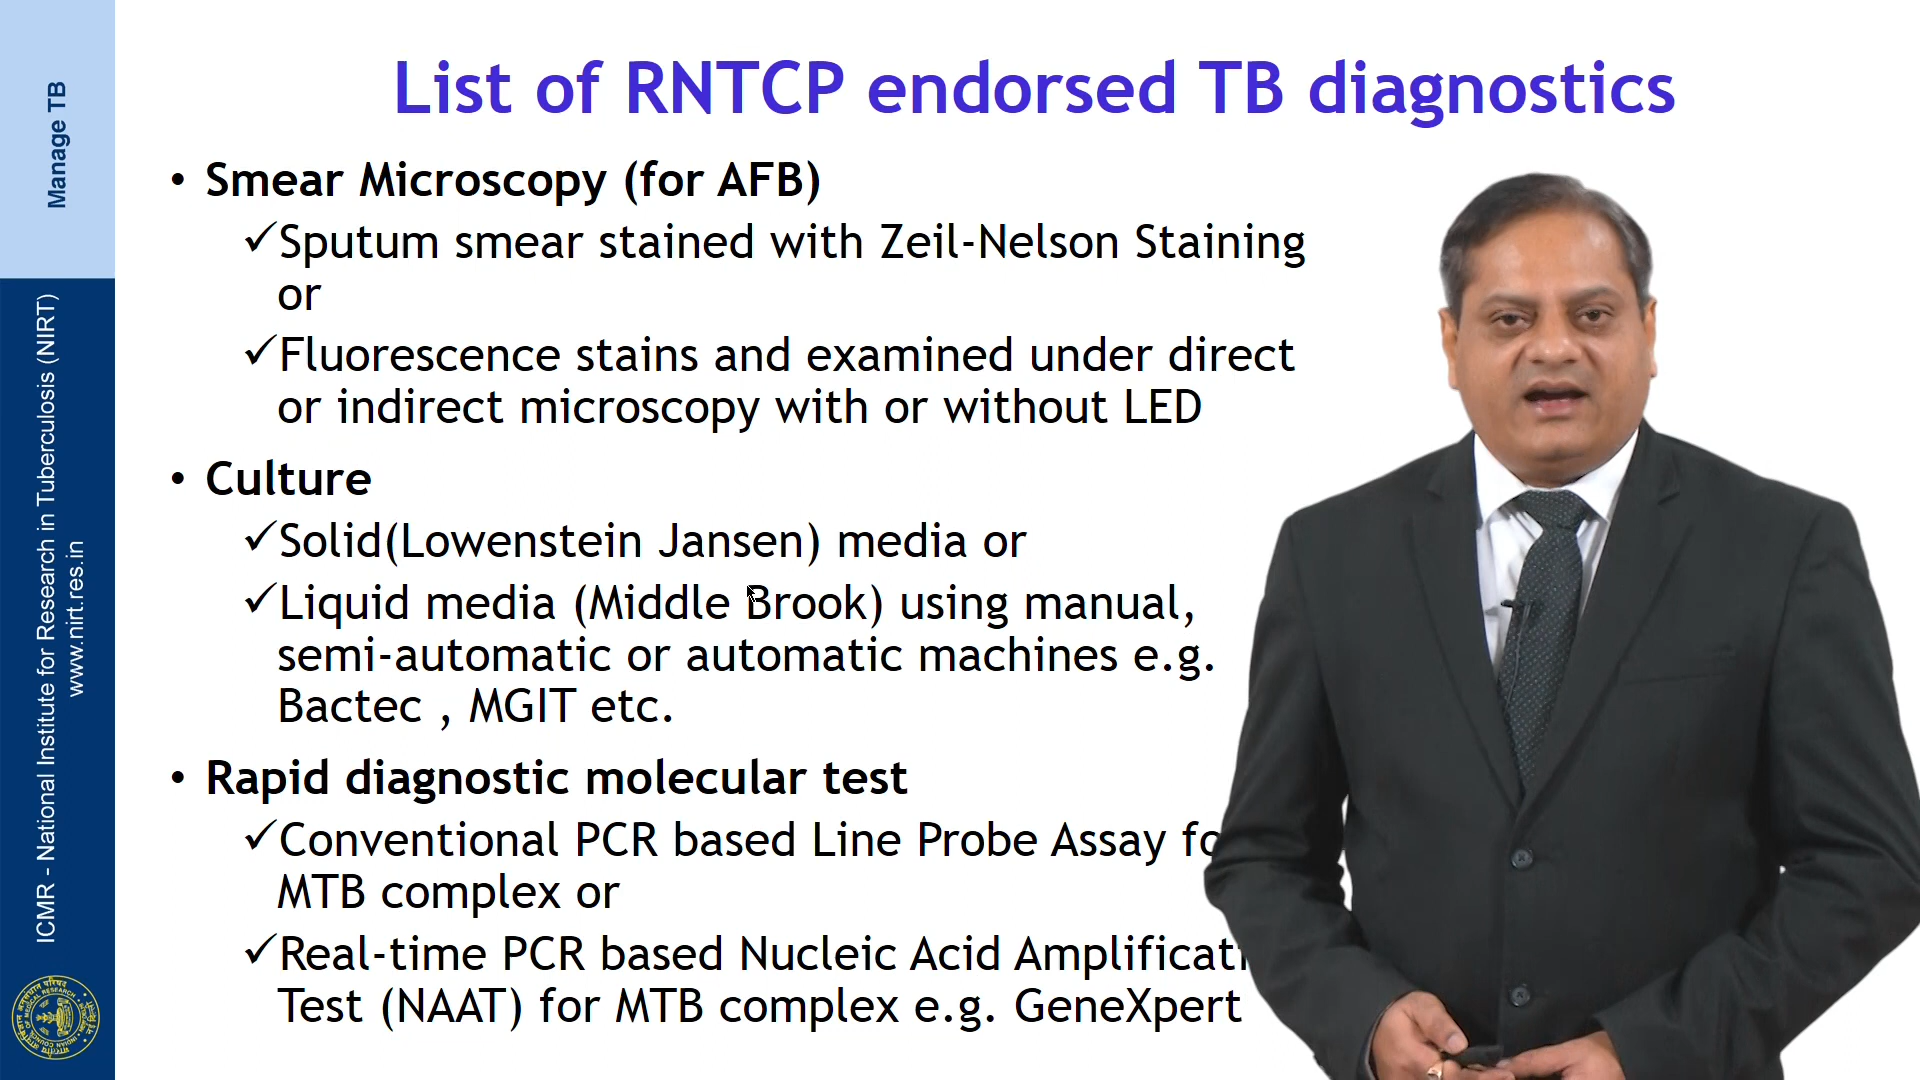 List of RNTCP endorsed TB diagnostics
• Smear Microscopy (for AFB)
✓Sputum smear stained with Zeil-Nelson Staining
or
✓Fluorescence stains and examined under direct
or indirect microscopy with or without LED
• Culture
✓Solid(Lowenstein Jansen) media or
✓Liquid media (Middle Brook) using manual,
semi-automatic or automatic machines e.g.
Bactec , MGIT etc.
• Rapid diagnostic molecular test
✓Conventional PCR based Line Probe Assay
MTB complex or
✓Real-time PCR based Nucleic Acid
Test (NAAT) for MTB complex e.g. GeneXpert
Manage TB
ICMR - National Institute for Research in Tuberculosis (NIRT)
www.nirt.res.in